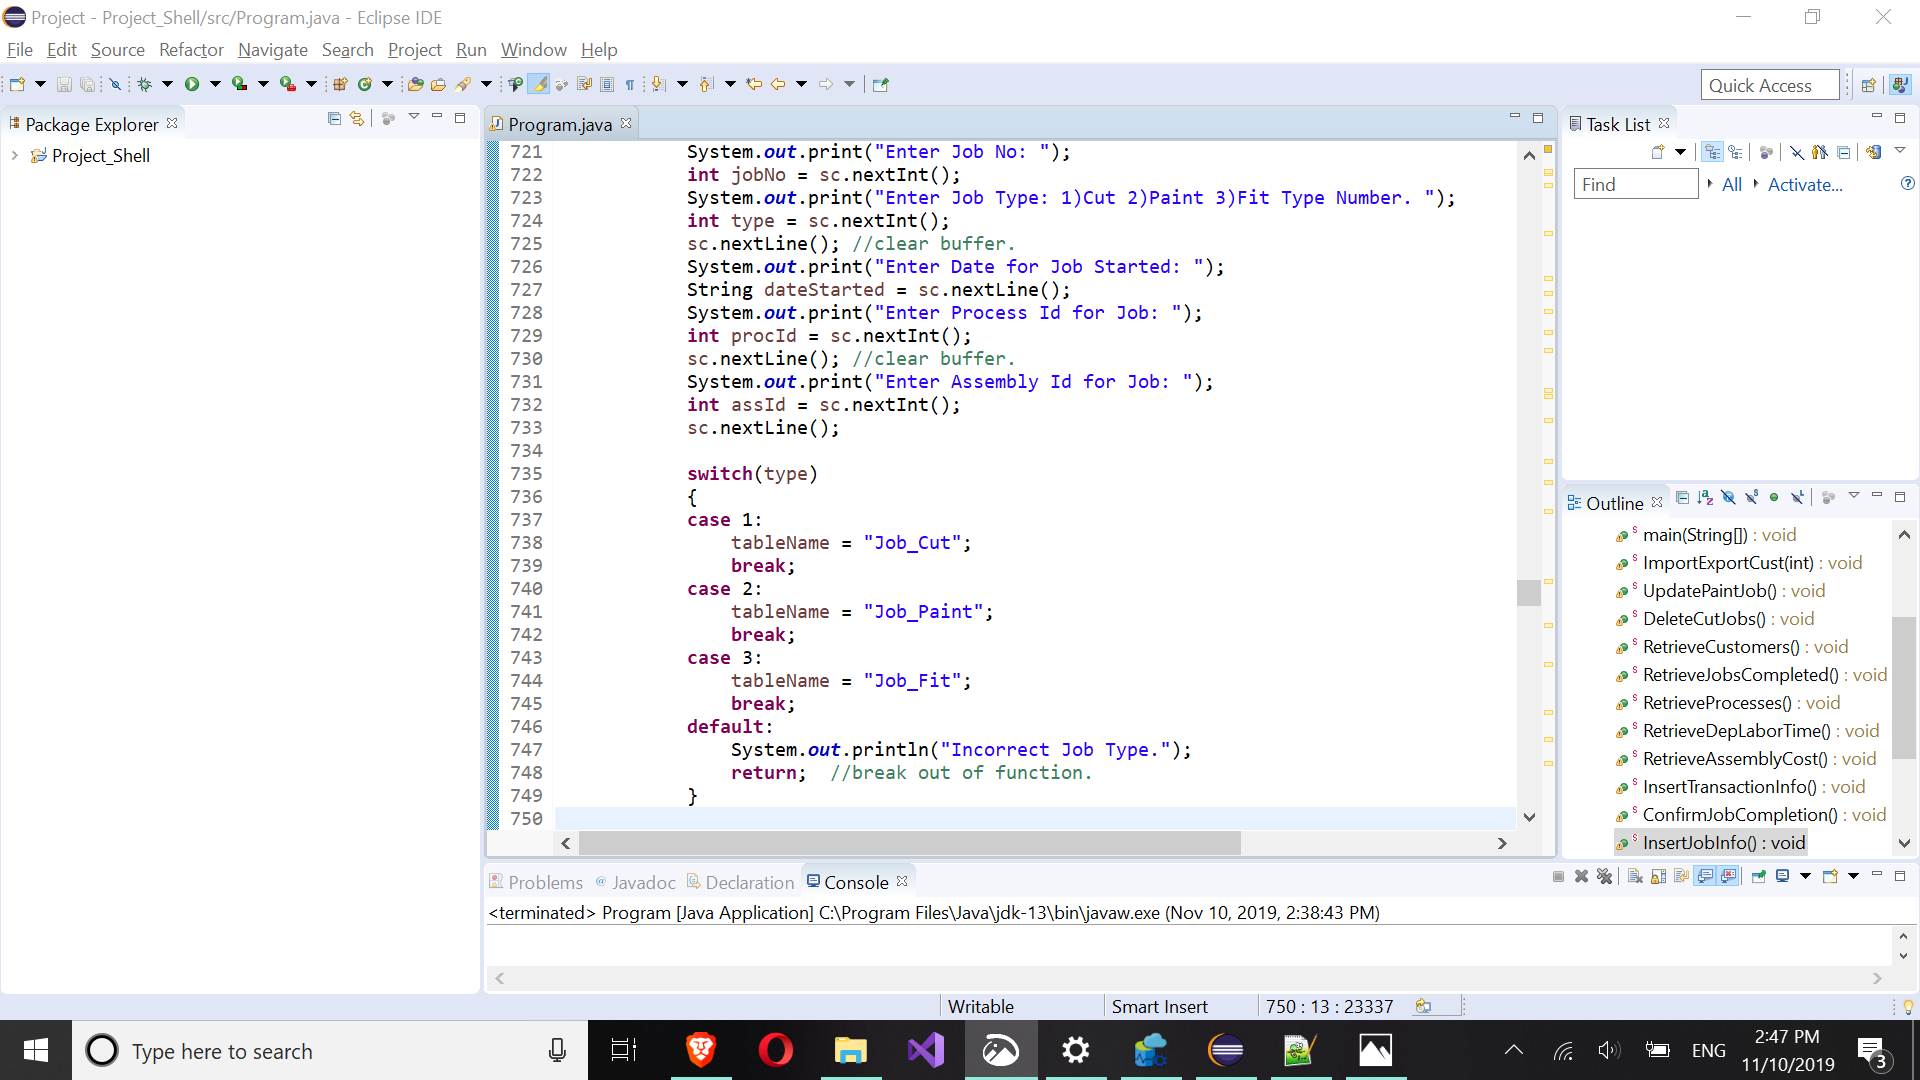 Project - Project_Shell/src/Program.java - Eclipse IDE
File Edit Source Refactor Navigate Search Project Run Window Help
Quick Access
Package Explorer
Project_Shell
Program.java
721 System.out.print("Enter Job No: ");
722 int jobNo = sc.nextInt();
723 System.out.print("Enter Job Type: 1)Cut 2)Paint 3)Fit Type Number. ");
724 int type = sc.nextInt();
725 sc.nextLine(); //clear buffer.
726 System.out.print("Enter Date for Job Started: ");
727 String dateStarted = sc.nextLine();
728 System.out.print("Enter Process Id for Job: ");
729 int procId = sc.nextInt();
730 sc.nextLine(); //clear buffer.
731 System.out.print("Enter Assembly Id for Job: ");
732 int assId = sc.nextInt();
733 sc.nextLine();
734
735 switch(type)
736 {
737 case 1:
738 tableName = "Job_Cut";
739 break;
740 case 2:
741 tableName = "Job_Paint";
742 break;
743 case 3:
744 tableName = "Job_Fit";
745 break;
746 default:
747 System.out.println("Incorrect Job Type.");
748 return; //break out of function.
749 }
750
Task List
Find All Activate...
Outline
main(String[]) : void
ImportExportCust(int) : void
UpdatePaintJob() : void
DeleteCutJobs() : void
RetrieveCustomers() : void
RetrieveJobsCompleted() : void
RetrieveProcesses() : void
RetrieveDepLaborTime() : void
RetrieveAssemblyCost() : void
InsertTransactionInfo() : void
ConfirmJobCompletion() : void
InsertJobInfo() : void
Problems @ Javadoc Declaration Console
<terminated> Program [Java Application] C:\Program Files\Java\jdk-13\bin\javaw.exe (Nov 10, 2019, 2:38:43 PM)
Writable Smart Insert 750 : 13 : 23337
Type here to search
ENG
2:47 PM
11/10/2019
3